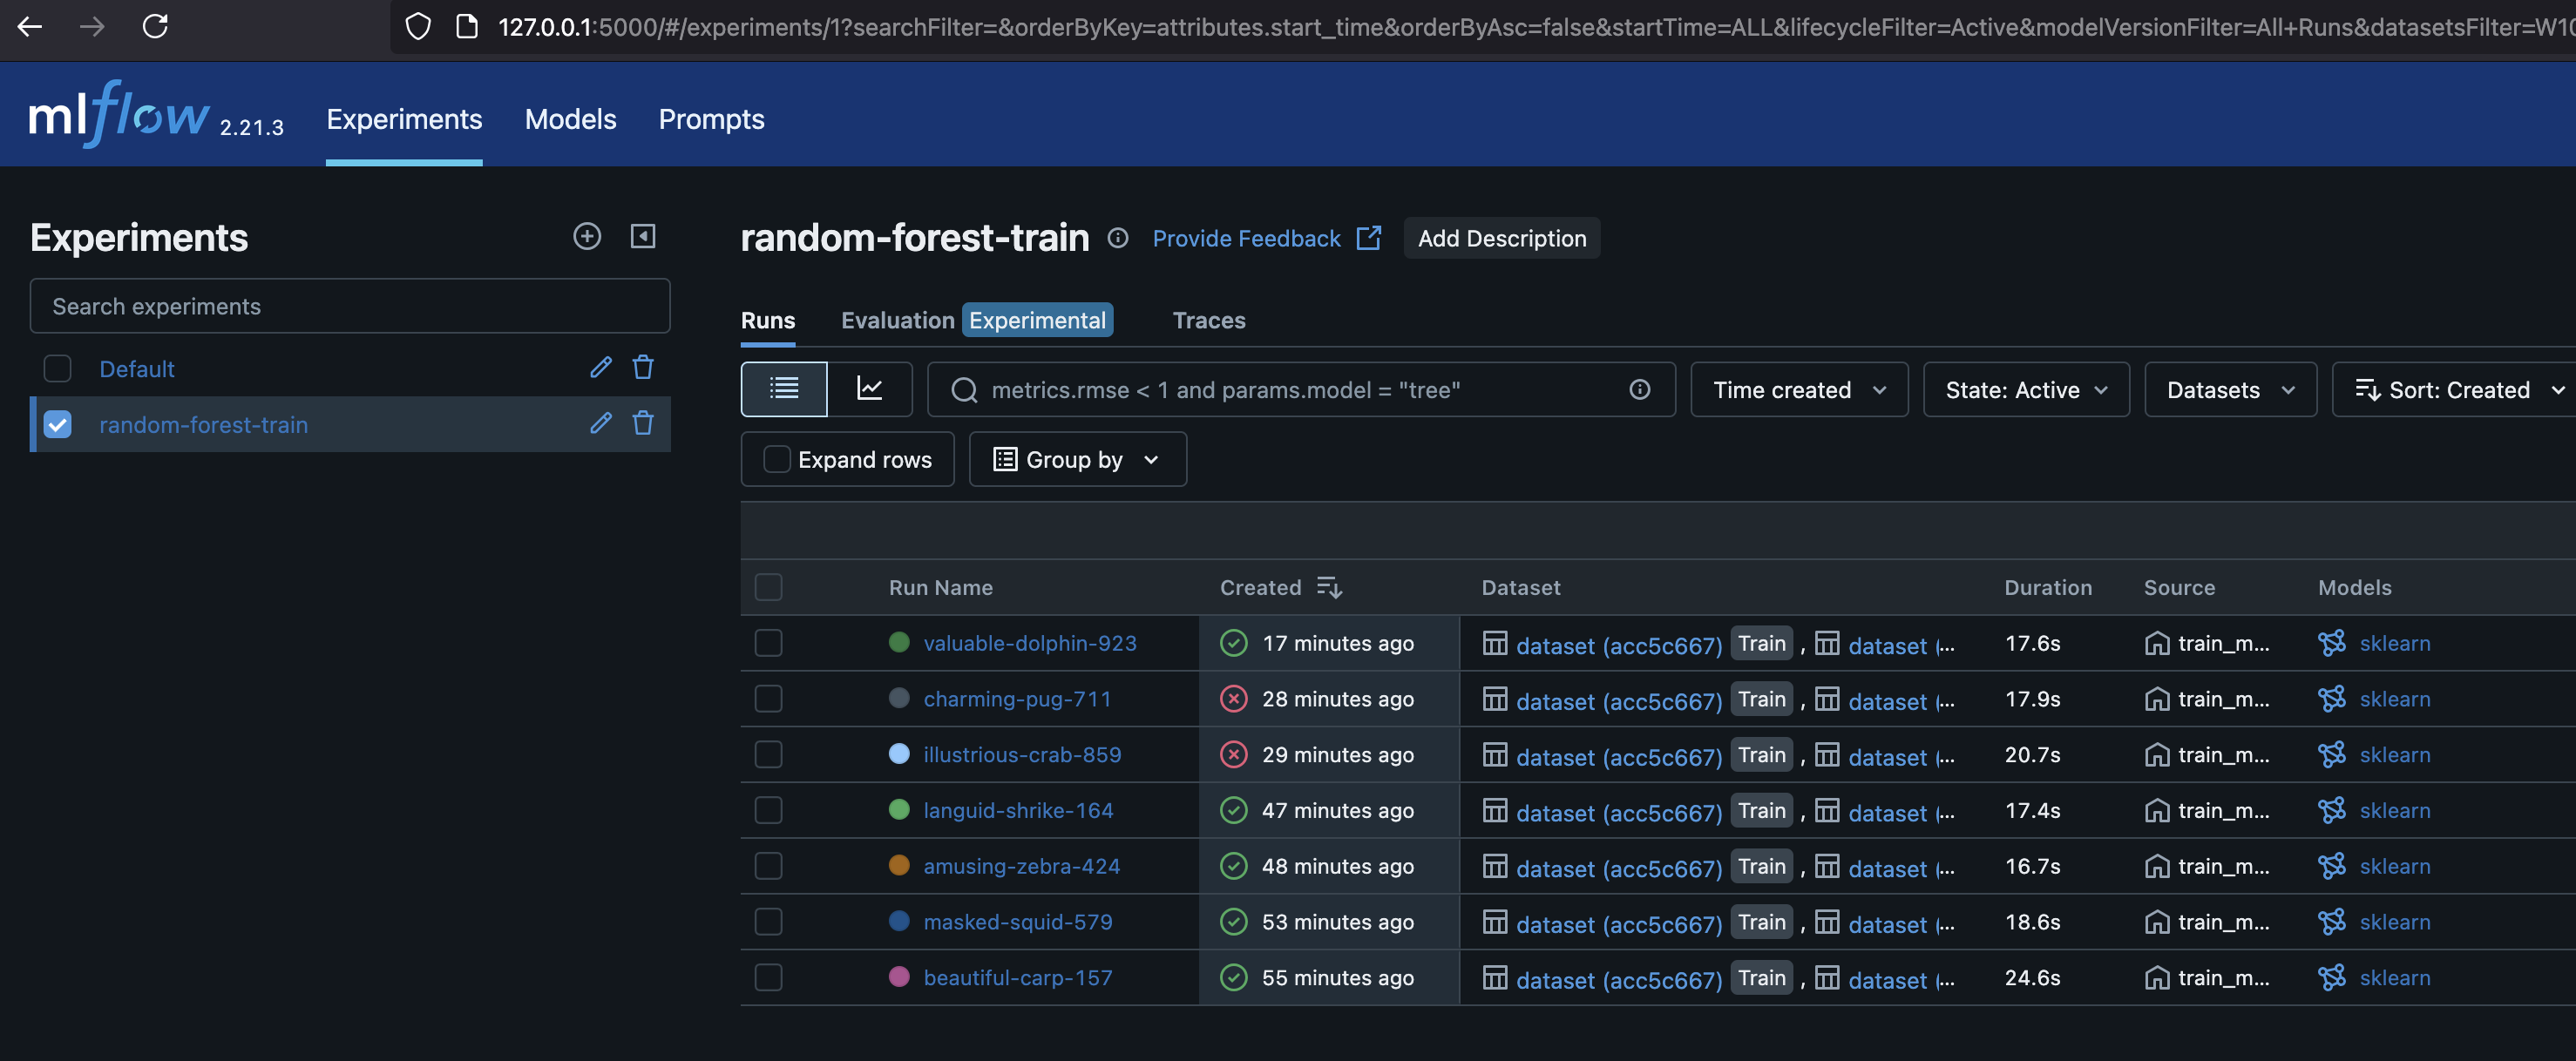 127.0.0.1:5000/#/experiments/1?searchFilter=&orderByKey=attributes.start_time&orderByAsc=false&startTime=ALL&lifecycleFilter=Active&modelVersionFilter=All+Runs&datasetsFilter=W10
mlflow 2.21.3 Experiments Models Prompts
Experiments
Search experiments
Default
random-forest-train
random-forest-train Provide Feedback Add Description
Runs Evaluation Experimental Traces
metrics.rmse < 1 and params.model = "tree" Time created State: Active Datasets Sort: Created
Expand rows Group by
Run Name Created Dataset Duration Source Models
valuable-dolphin-923 17 minutes ago dataset (acc5c667) Train , dataset (... 17.6s train_m... sklearn
charming-pug-711 28 minutes ago dataset (acc5c667) Train , dataset (... 17.9s train_m... sklearn
illustrious-crab-859 29 minutes ago dataset (acc5c667) Train , dataset (... 20.7s train_m... sklearn
languid-shrike-164 47 minutes ago dataset (acc5c667) Train , dataset (... 17.4s train_m... sklearn
amusing-zebra-424 48 minutes ago dataset (acc5c667) Train , dataset (... 16.7s train_m... sklearn
masked-squid-579 53 minutes ago dataset (acc5c667) Train , dataset (... 18.6s train_m... sklearn
beautiful-carp-157 55 minutes ago dataset (acc5c667) Train , dataset (... 24.6s train_m... sklearn